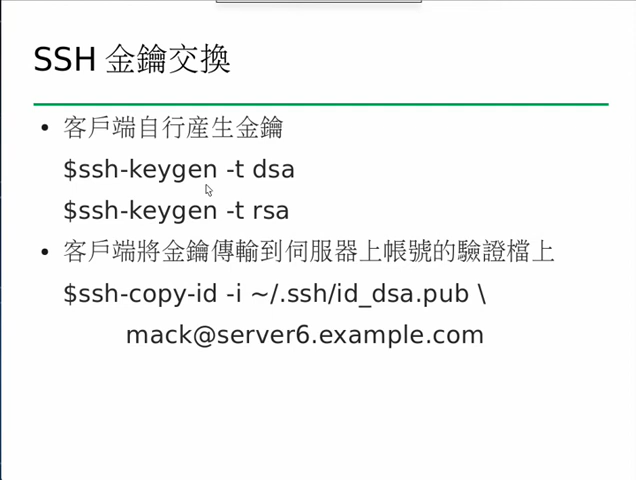 SSH 金鑰交換
• 客戶端自行產生金鑰
$ssh-keygen -t dsa
$ssh-keygen -t rsa
• 客戶端將金鑰傳輸到伺服器上帳號的驗證檔上
$ssh-copy-id -i ~/.ssh/id_dsa.pub \
mack@server6.example.com